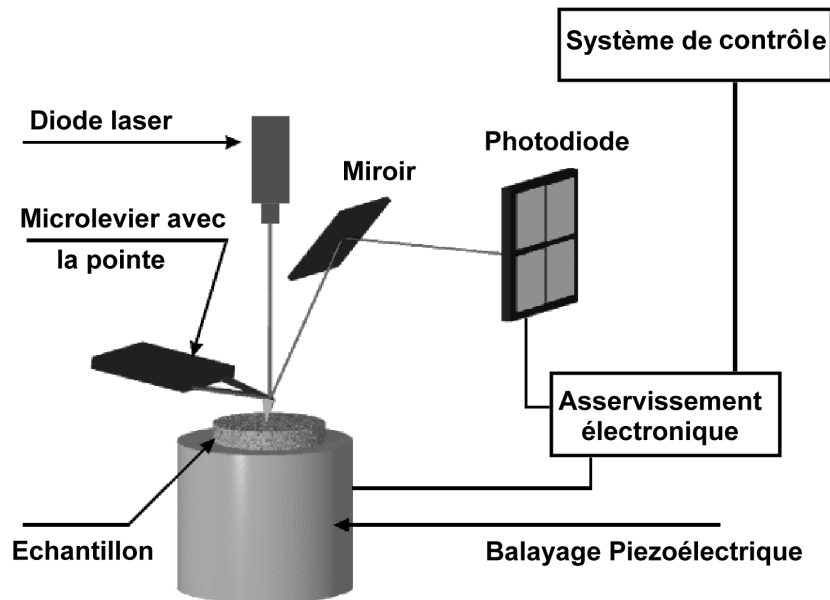 Système de contrôle
Diode laser
Photodiode
Miroir
Microlevier avec
la pointe
Asservissement
électronique
Echantillon
Balayage Piezoélectrique